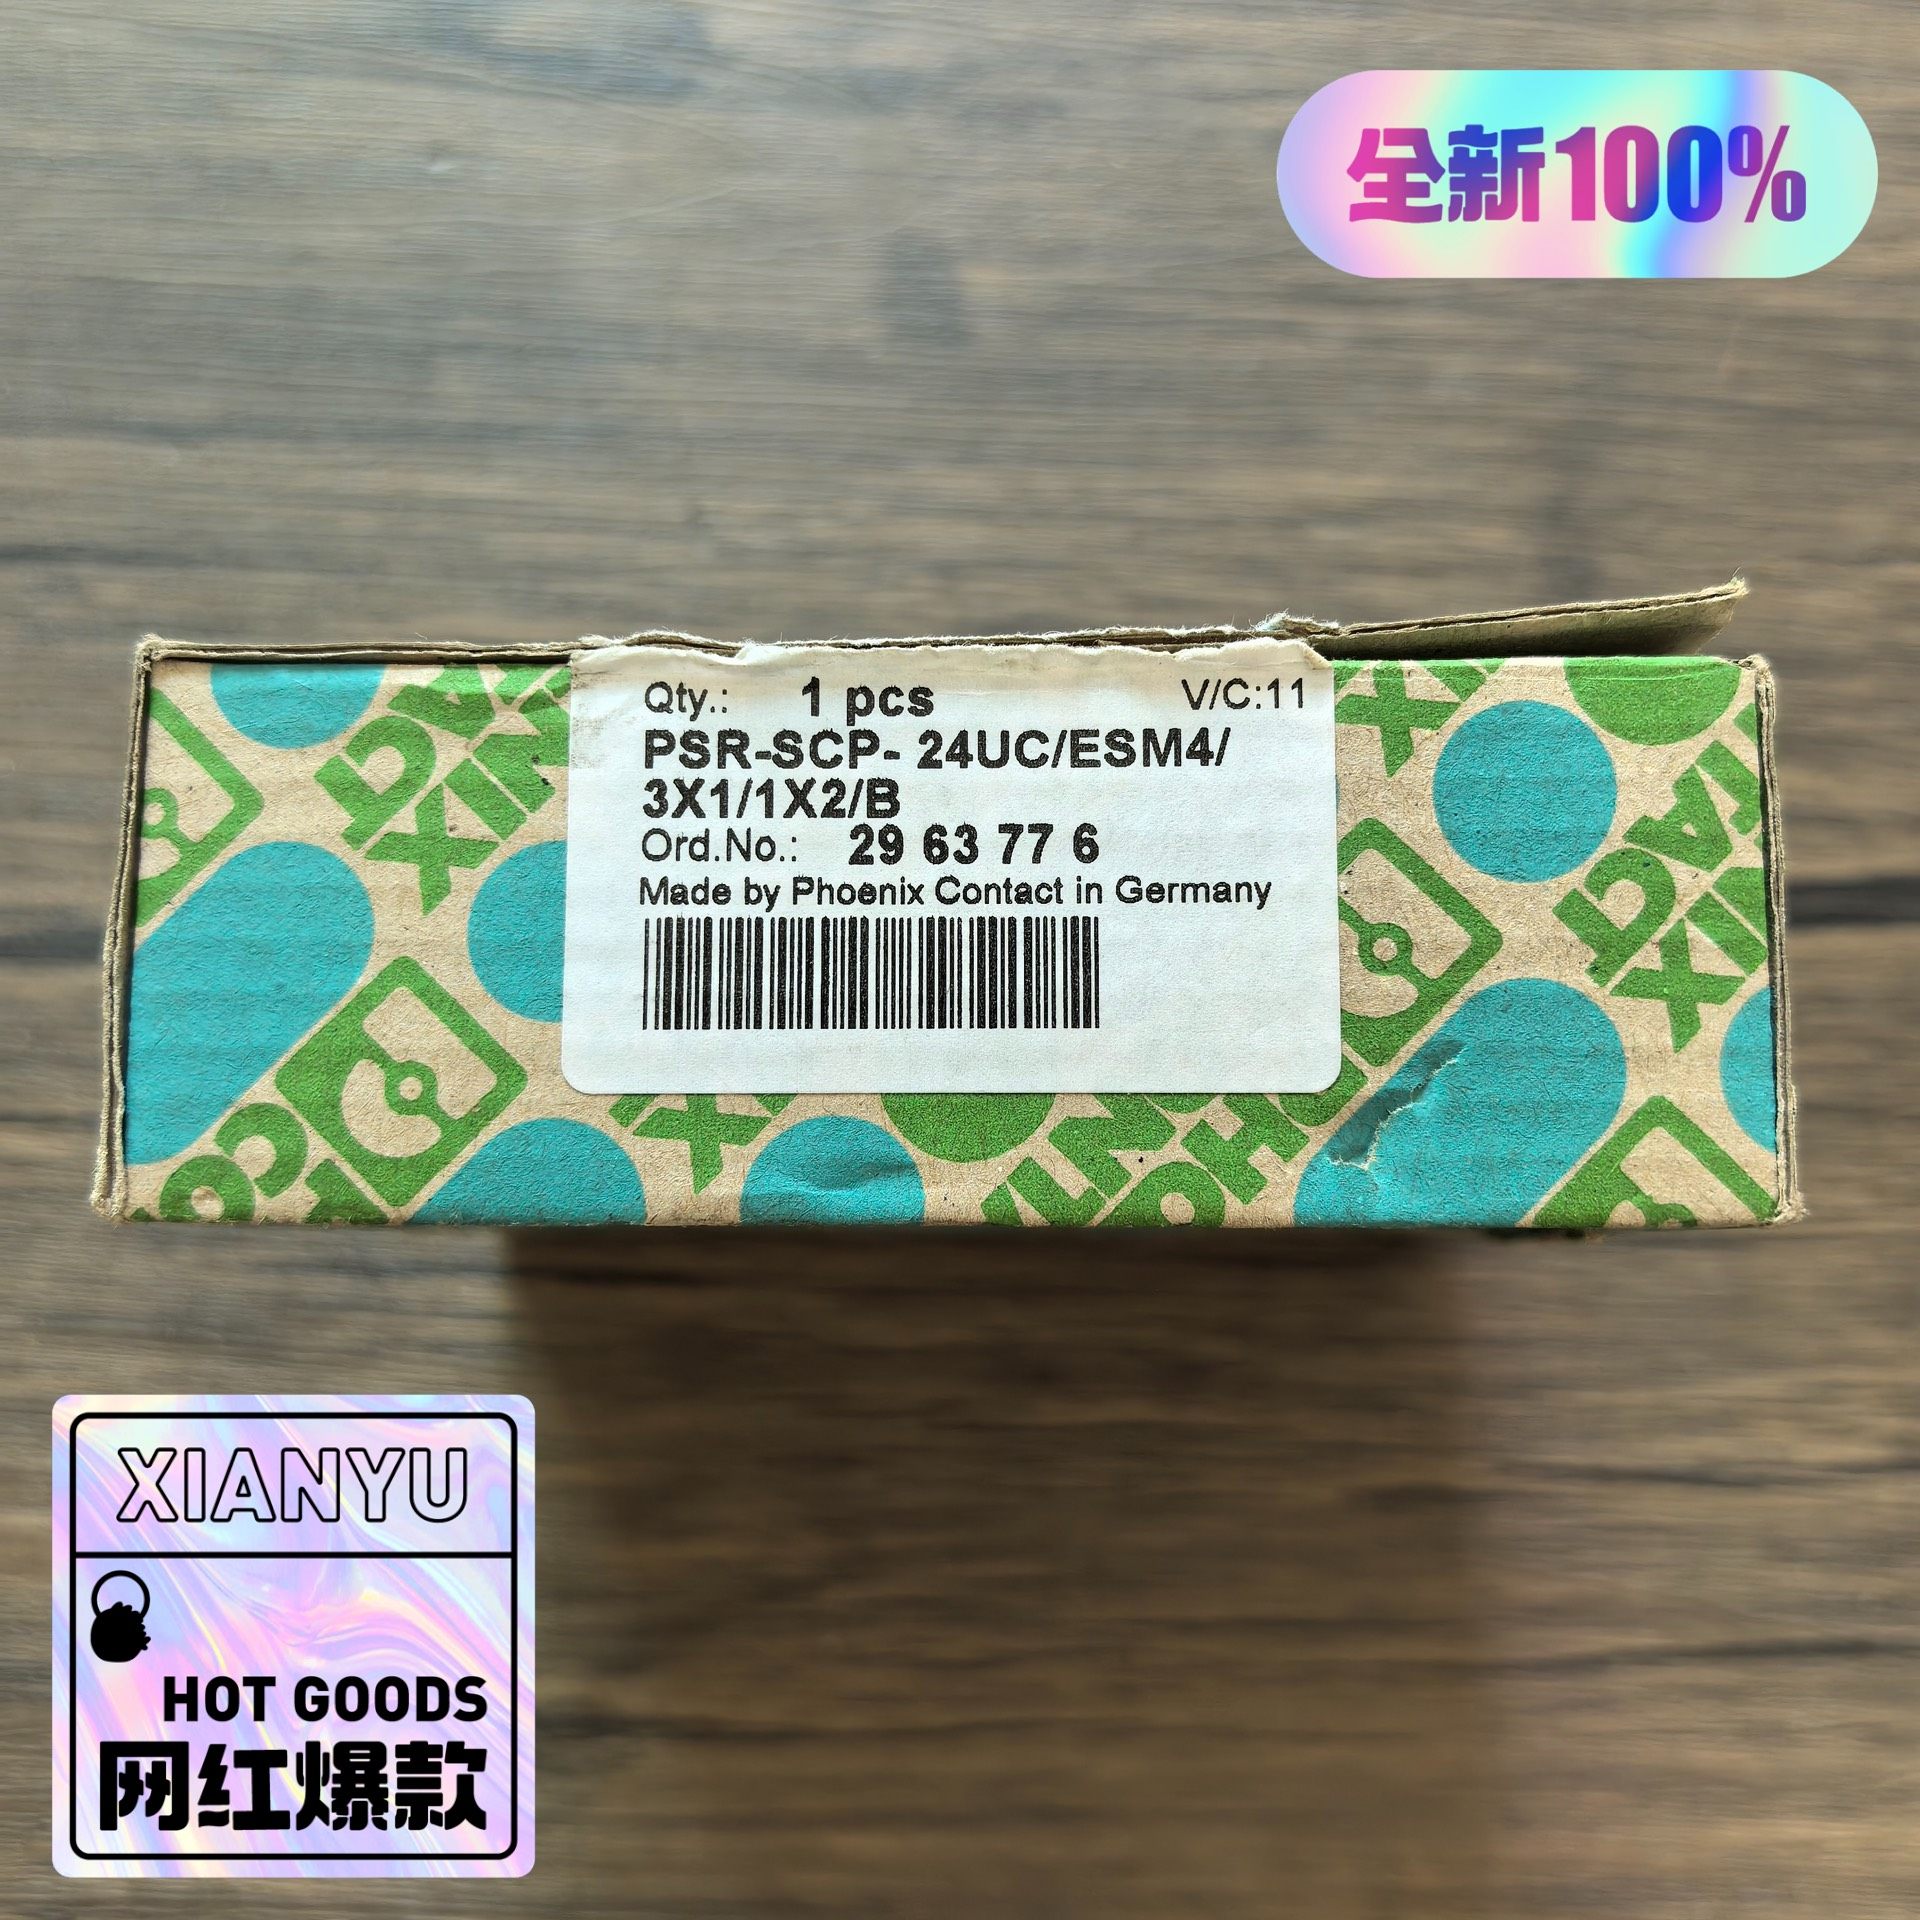 全新100%
Qty.: 1 pcs V/C:11
PSR-SCP- 24UC/ESM4/
3X1/1X2/B
Ord.No.: 29 63 77 6
Made by Phoenix Contact in Germany
XIANYU
HOT GOODS
网红爆款